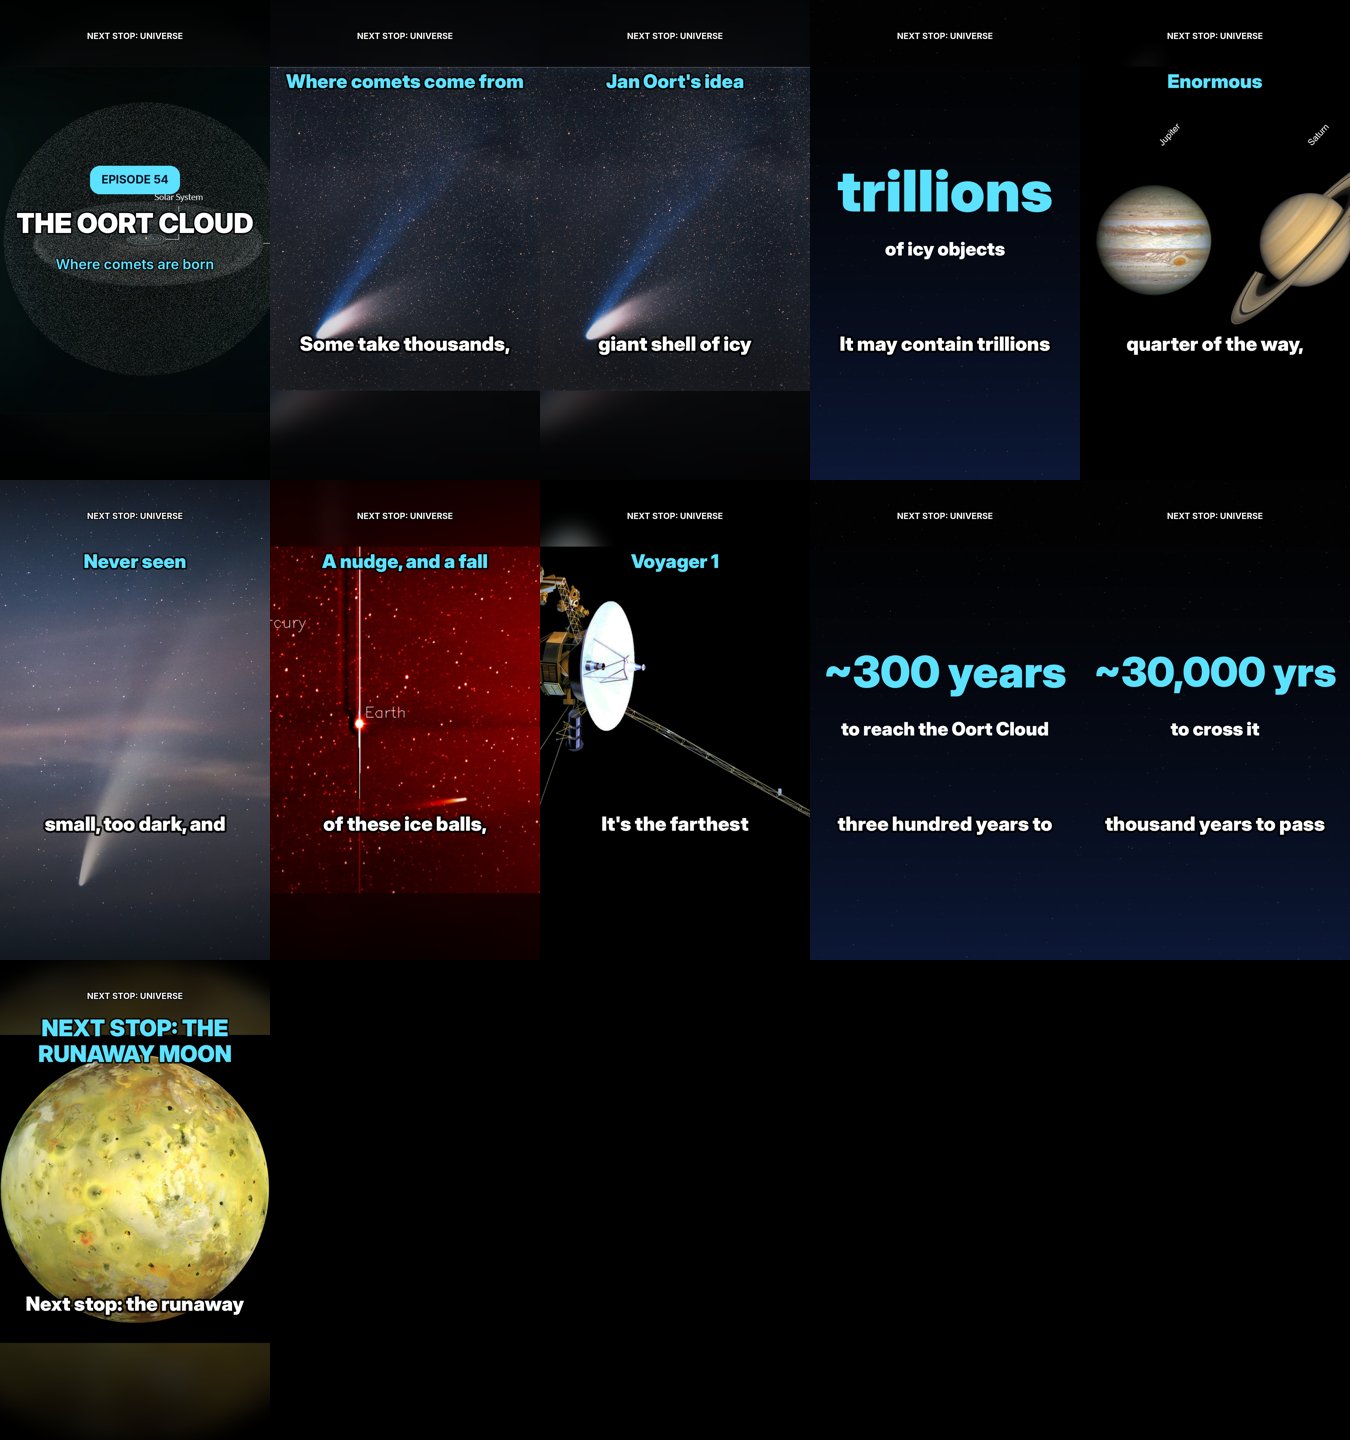 NEXT STOP: UNIVERSE
EPISODE 54
Solar System
THE OORT CLOUD
Where comets are born
NEXT STOP: UNIVERSE
Where comets come from
Some take thousands,
NEXT STOP: UNIVERSE
Jan Oort's idea
giant shell of icy
NEXT STOP: UNIVERSE
trillions
of icy objects
It may contain trillions
NEXT STOP: UNIVERSE
Enormous
Jupiter
Saturn
quarter of the way,
NEXT STOP: UNIVERSE
Never seen
small, too dark, and
NEXT STOP: UNIVERSE
A nudge, and a fall
rcury
Earth
of these ice balls,
NEXT STOP: UNIVERSE
Voyager 1
It's the farthest
NEXT STOP: UNIVERSE
~300 years
to reach the Oort Cloud
three hundred years to
NEXT STOP: UNIVERSE
~30,000 yrs
to cross it
thousand years to pass
NEXT STOP: UNIVERSE
NEXT STOP: THE
RUNAWAY MOON
Next stop: the runaway